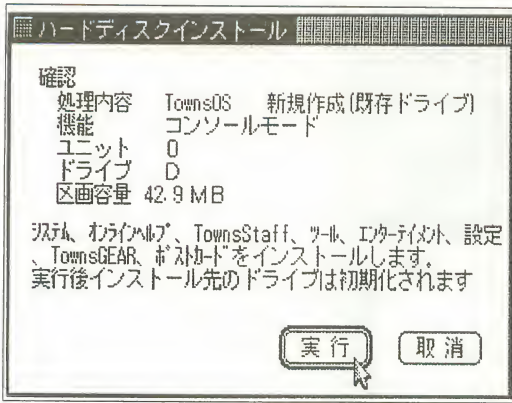 ハードディスクインストール
確認
処理内容 TownsOS 新規作成(既存ドライブ)
機能 コンソールモード
ユニット 0
ドライブ D
区画容量 42.9 MB
システム、オンラインヘルプ、TownsStaff、ツール、エンターテイメント、設定
、TownsGEAR、ポストカードをインストールします。
実行後インストール先のドライブは初期化されます
実行 取消